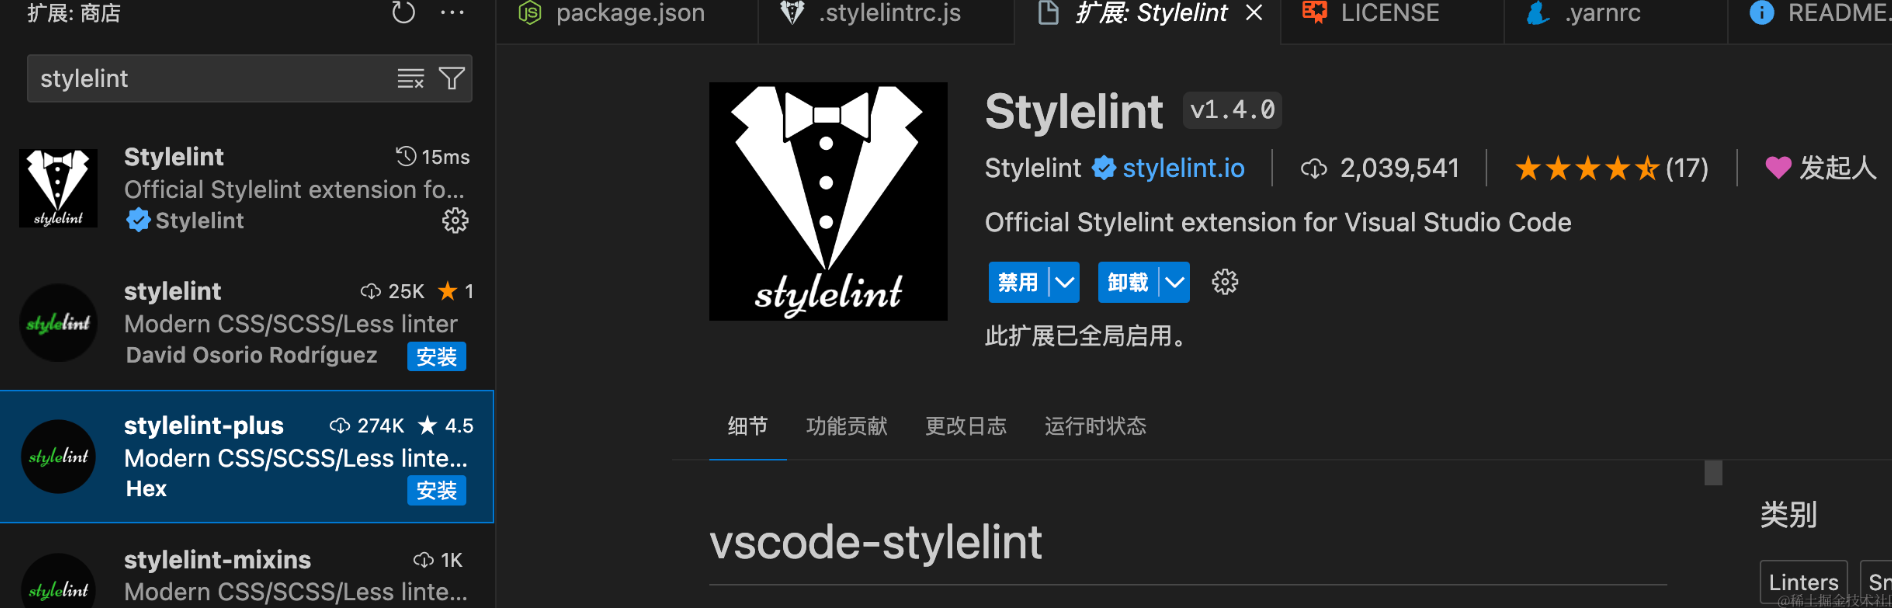 扩展: 商店
stylelint
Stylelint 15ms
Official Stylelint extension fo...
Stylelint
stylelint 25K 1
Modern CSS/SCSS/Less linter
David Osorio Rodríguez 安装
stylelint-plus 274K 4.5
Modern CSS/SCSS/Less linte...
Hex 安装
stylelint-mixins 1K
Modern CSS/SCSS/Less linte...
stylelint
stylelint
stylelint
stylelint
package.json .stylelintrc.js 扩展: Stylelint LICENSE .yarnrc README.
stylelint
Stylelint v1.4.0
Stylelint stylelint.io 2,039,541 (17) 发起人
Official Stylelint extension for Visual Studio Code
禁用 卸载
此扩展已全局启用。
细节 功能贡献 更改日志 运行时状态
vscode-stylelint
类别
Linters Sn
@稀土掘金技术社区